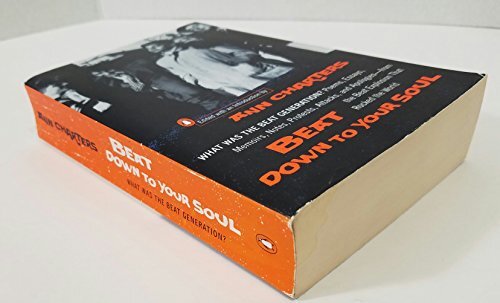 Edited with an Introduction by
ANN CHARTERS
WHAT WAS THE BEAT GENERATION? Poems, Essays,
Memoirs, Notes, Protests, Attacks, and Apologies—from
the Beat Explosion That
Rocked the World
BEAT
DOWN TO YOUR SOUL
ANN CHARTERS
BEAT
DOWN TO YOUR SOUL
WHAT WAS THE BEAT GENERATION?